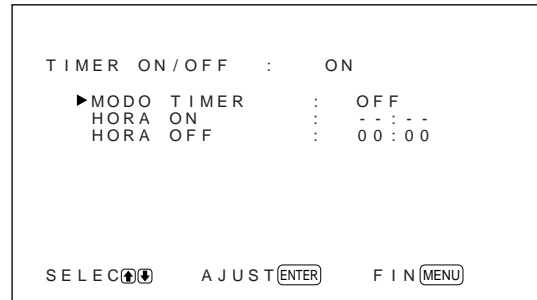 TIMER ON/OFF : ON
▶MODO TIMER : OFF
HORA ON : --:--
HORA OFF : 00:00
SELEC⬆⬇ AJUST ENTER FIN MENU